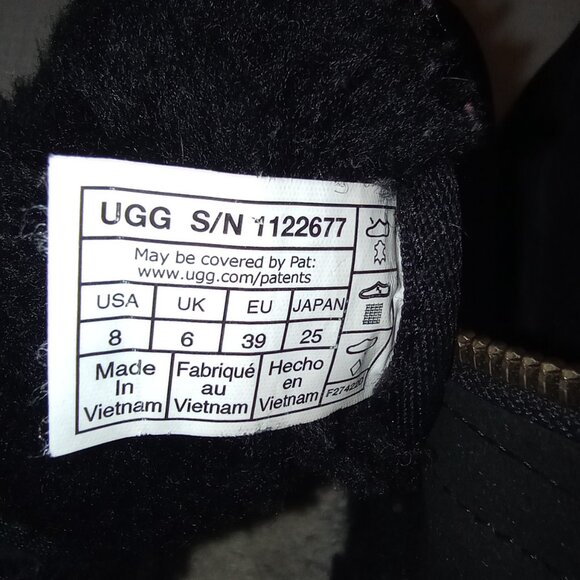 UGG S/N 1122677
May be covered by Pat:
www.ugg.com/patents
USA UK EU JAPAN
8 6 39 25
Made In Vietnam
Fabriqué au Vietnam
Hecho en Vietnam